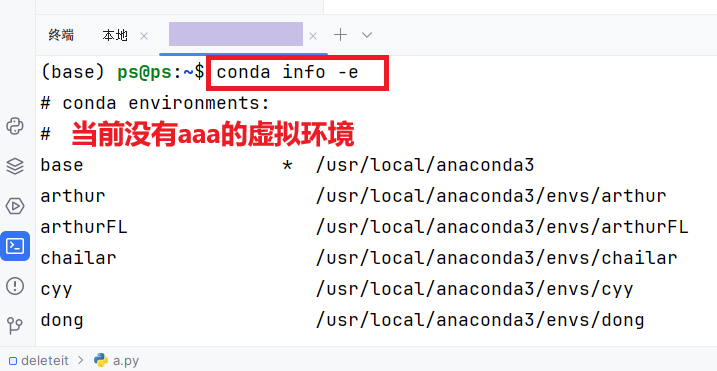 终端 本地
(base) ps@ps:~$ conda info -e
# conda environments:
# 当前没有aaa的虚拟环境
base * /usr/local/anaconda3
arthur /usr/local/anaconda3/envs/arthur
arthurFL /usr/local/anaconda3/envs/arthurFL
chailar /usr/local/anaconda3/envs/chailar
cyy /usr/local/anaconda3/envs/cyy
dong /usr/local/anaconda3/envs/dong
deleteit > a.py